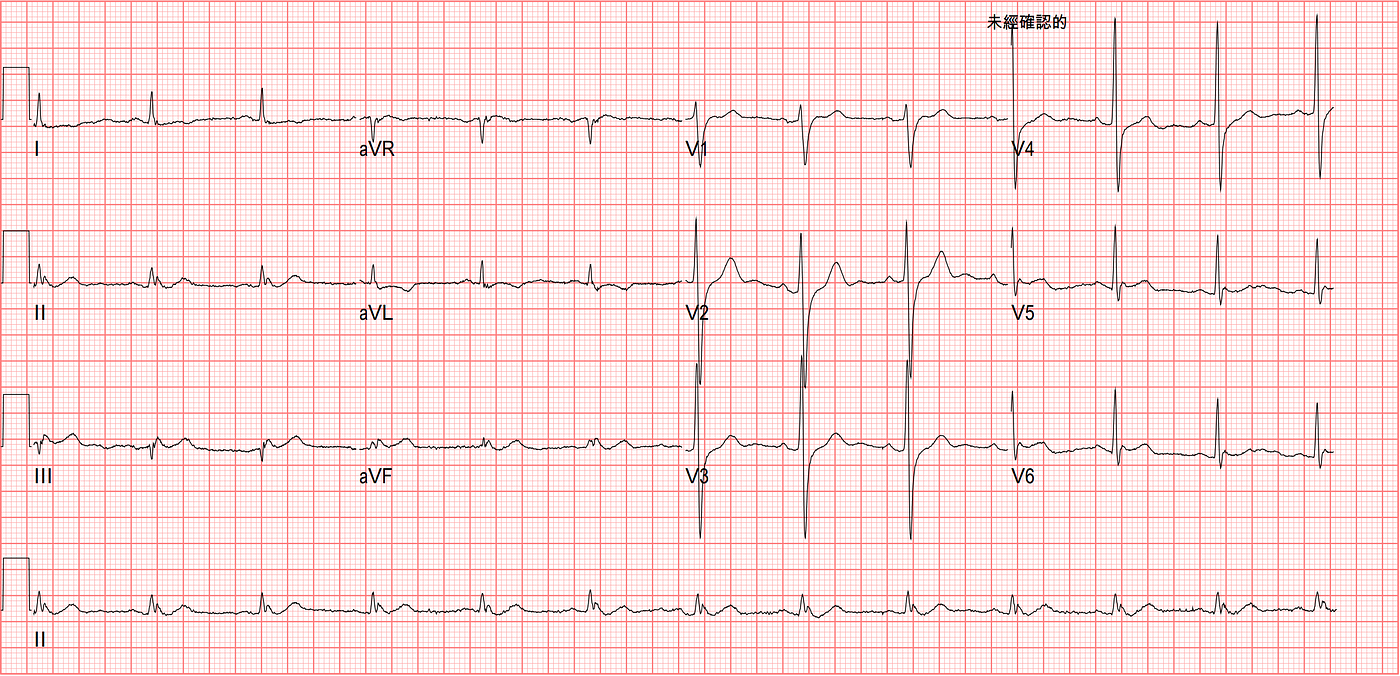 未經確認的
I aVR V1 V4
II aVL V2 V5
III aVF V3 V6
II